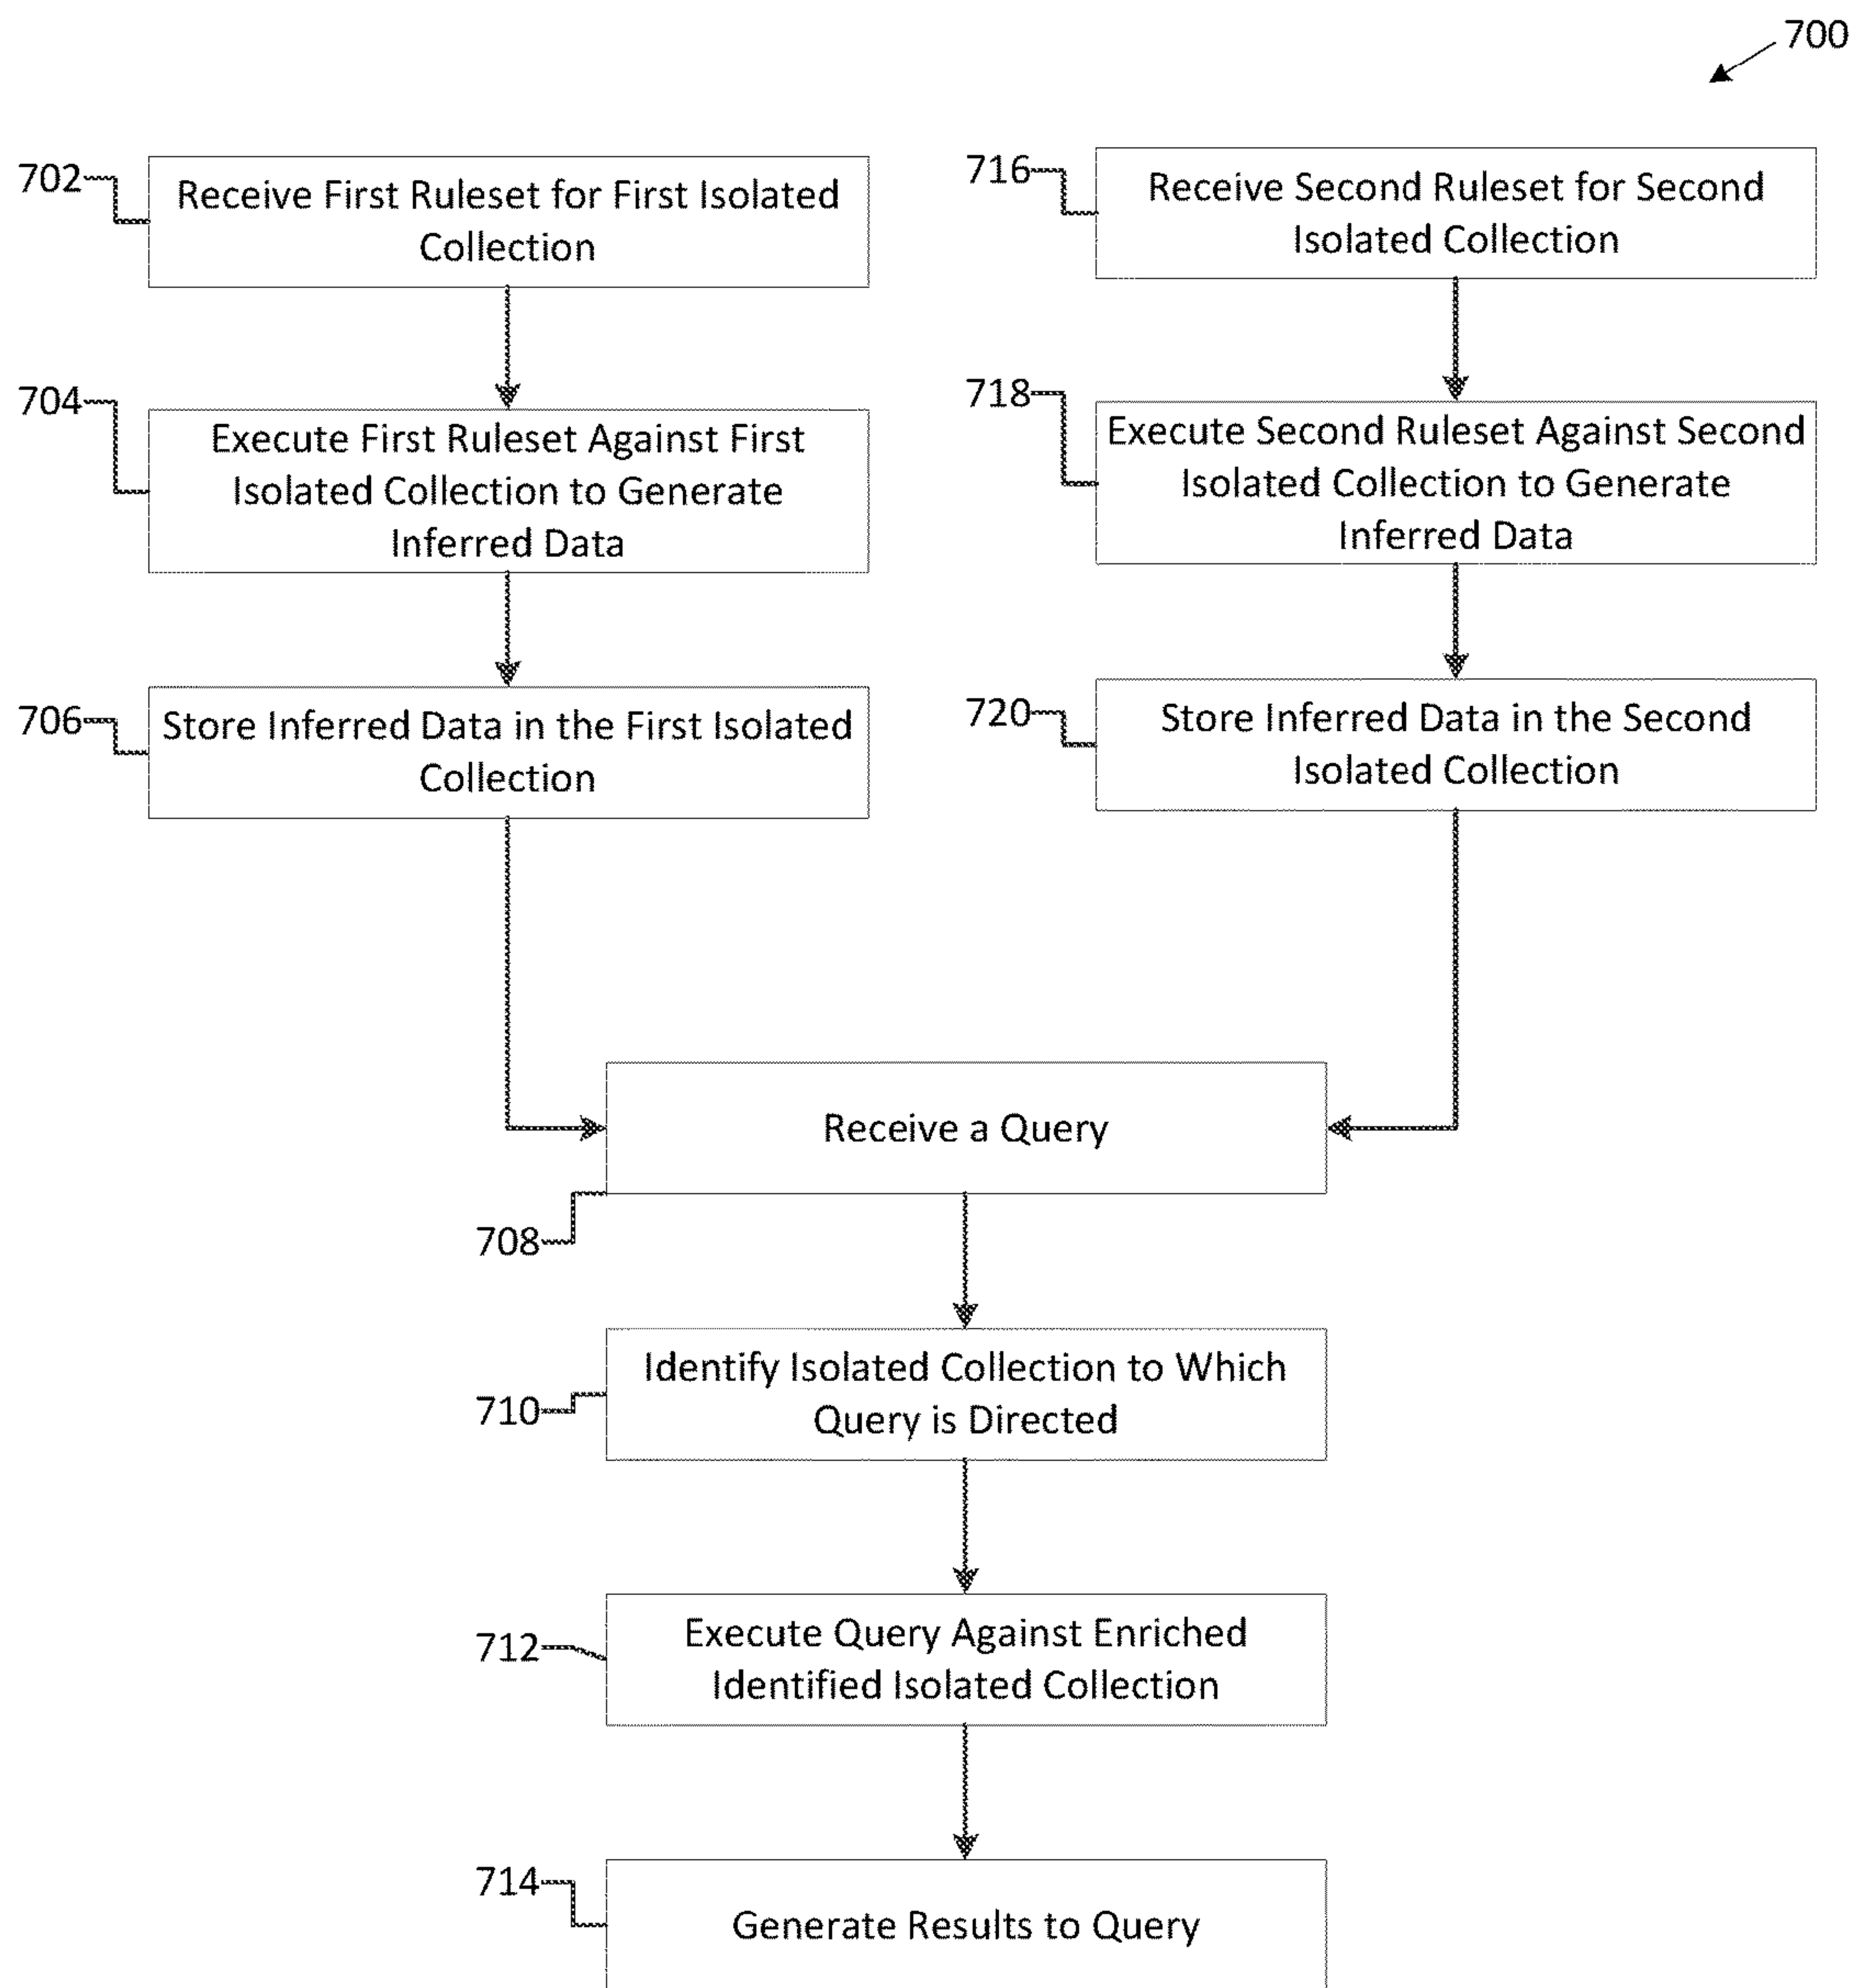 700
702
Receive First Ruleset for First Isolated
Collection
704
Execute First Ruleset Against First
Isolated Collection to Generate
Inferred Data
706
Store Inferred Data in the First Isolated
Collection
716
Receive Second Ruleset for Second
Isolated Collection
718
Execute Second Ruleset Against Second
Isolated Collection to Generate
Inferred Data
720
Store Inferred Data in the Second
Isolated Collection
Receive a Query
708
Identify Isolated Collection to Which
Query is Directed
710
Execute Query Against Enriched
Identified Isolated Collection
712
714
Generate Results to Query